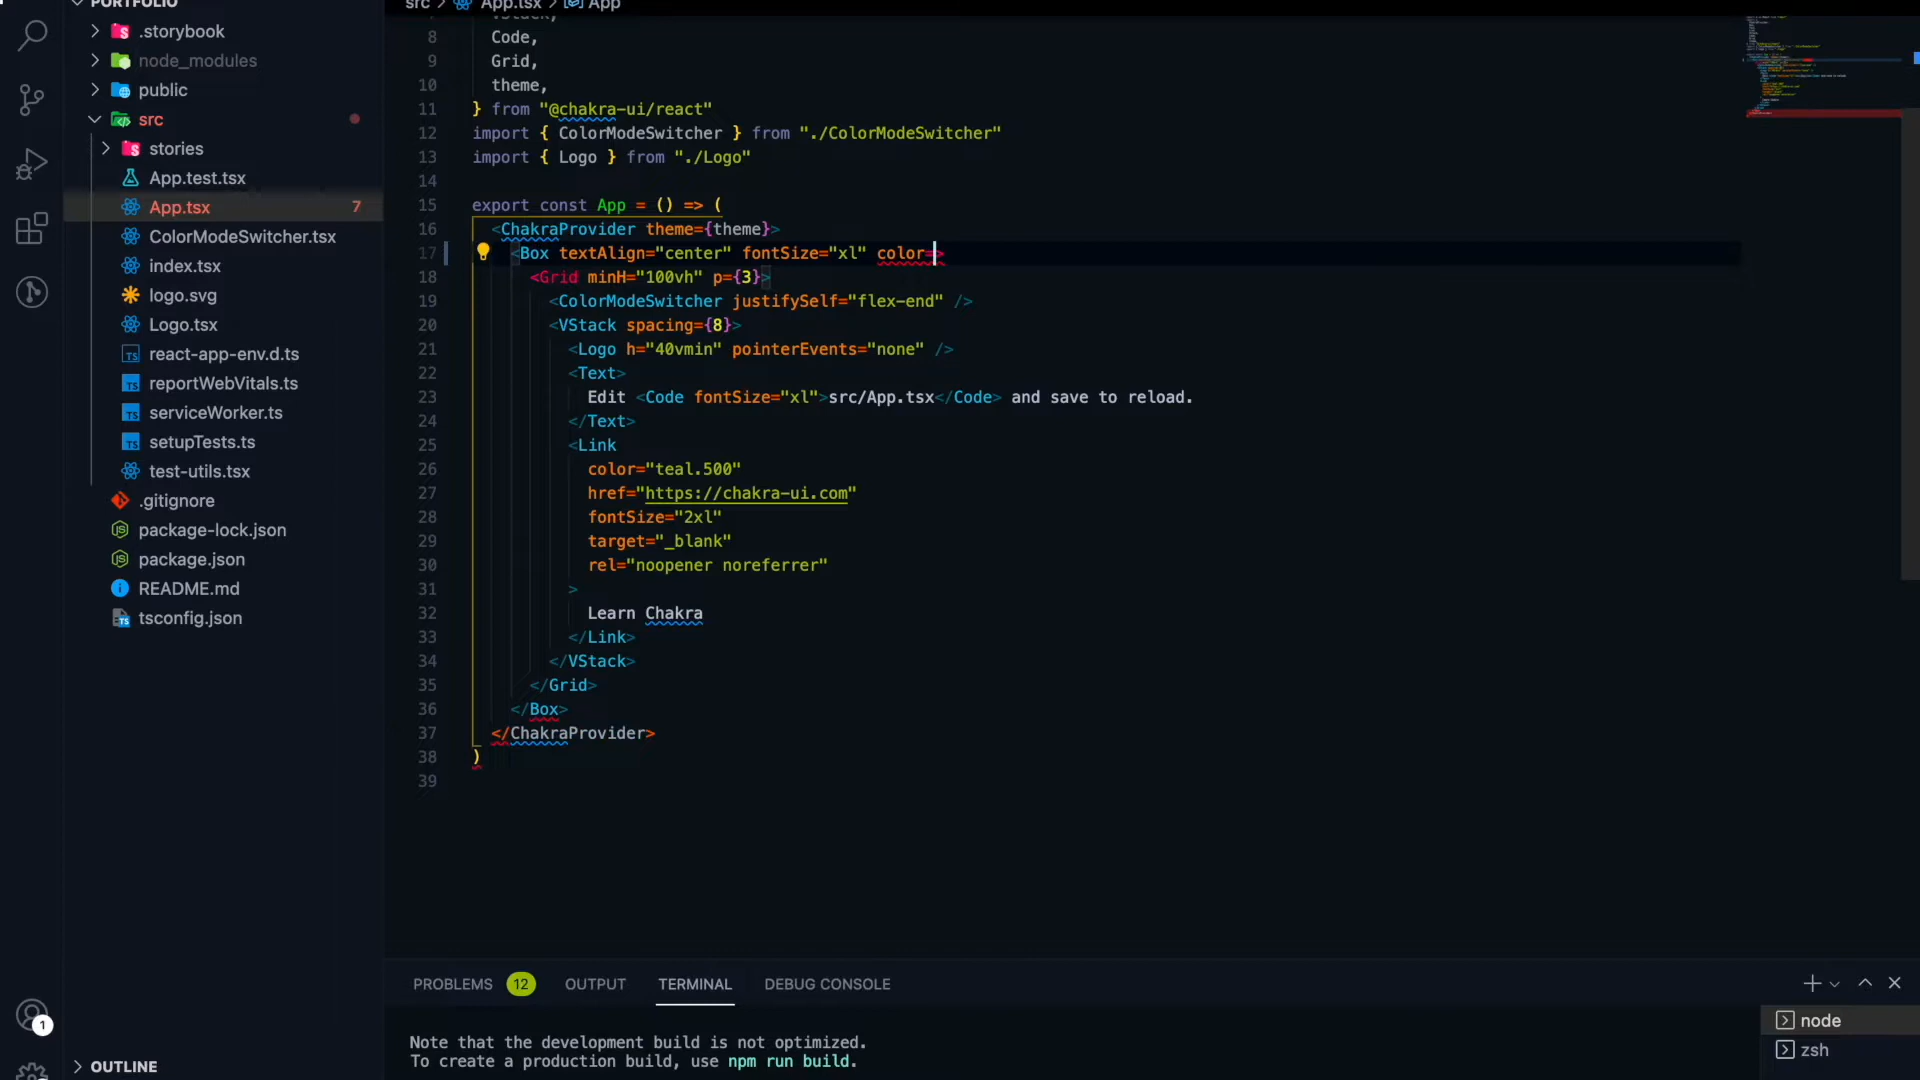 PORTFOLIO
.storybook
node_modules
public
src
stories
App.test.tsx
App.tsx 7
ColorModeSwitcher.tsx
index.tsx
logo.svg
Logo.tsx
react-app-env.d.ts
reportWebVitals.ts
serviceWorker.ts
setupTests.ts
test-utils.tsx
.gitignore
package-lock.json
package.json
README.md
tsconfig.json
OUTLINE
1
src > App.tsx > App
VStack,
8 Code,
9 Grid,
10 theme,
11 } from "@chakra-ui/react"
12 import { ColorModeSwitcher } from "./ColorModeSwitcher"
13 import { Logo } from "./Logo"
14
15 export const App = () => (
16 <ChakraProvider theme={theme}>
17 <Box textAlign="center" fontSize="xl" color=>
18 <Grid minH="100vh" p={3}>
19 <ColorModeSwitcher justifySelf="flex-end" />
20 <VStack spacing={8}>
21 <Logo h="40vmin" pointerEvents="none" />
22 <Text>
23 Edit <Code fontSize="xl">src/App.tsx</Code> and save to reload.
24 </Text>
25 <Link
26 color="teal.500"
27 href="https://chakra-ui.com"
28 fontSize="2xl"
29 target="_blank"
30 rel="noopener noreferrer"
31 >
32 Learn Chakra
33 </Link>
34 </VStack>
35 </Grid>
36 </Box>
37 </ChakraProvider>
38 )
39
PROBLEMS 12 OUTPUT TERMINAL DEBUG CONSOLE
Note that the development build is not optimized.
To create a production build, use npm run build.
node
zsh